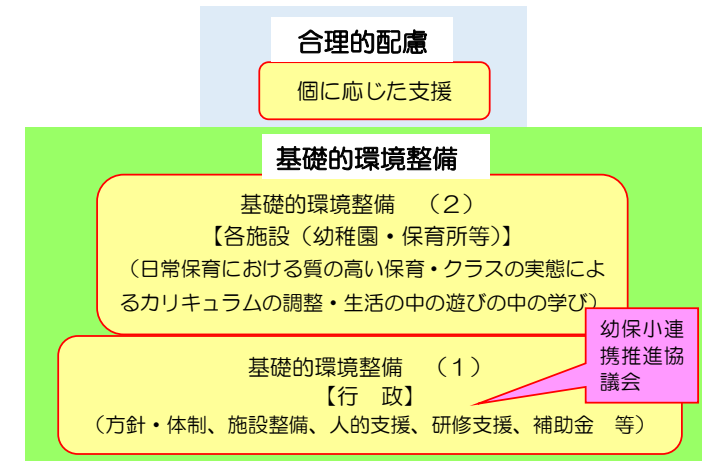 合理的配慮
個に応じた支援
基礎的環境整備
基礎的環境整備　（２）
【各施設（幼稚園・保育所等）】
（日常保育における質の高い保育・クラスの実態によ
るカリキュラムの調整・生活の中の遊びの中の学び）
幼保小連
携推進協
議会
基礎的環境整備　（１）
【行　政】
（方針・体制、施設整備、人的支援、研修支援、補助金　等）